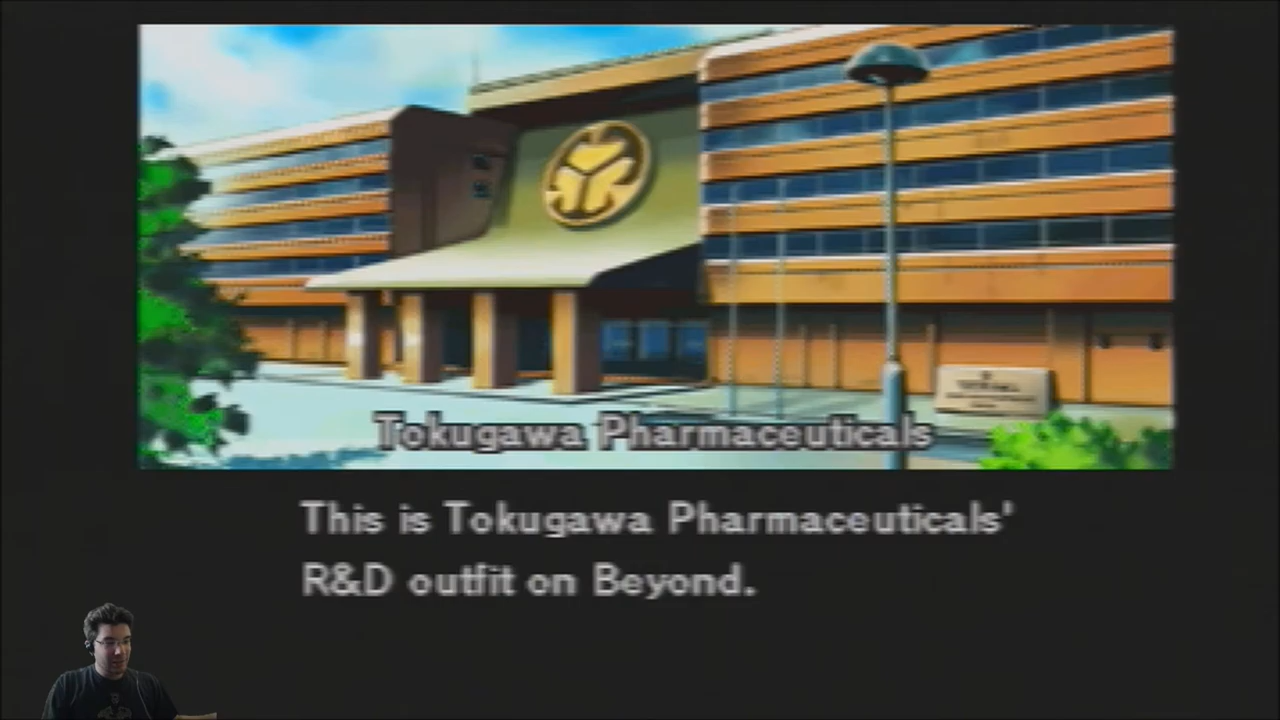 Tokugawa Pharmaceuticals
This is Tokugawa Pharmaceuticals'
R&D outfit on Beyond.